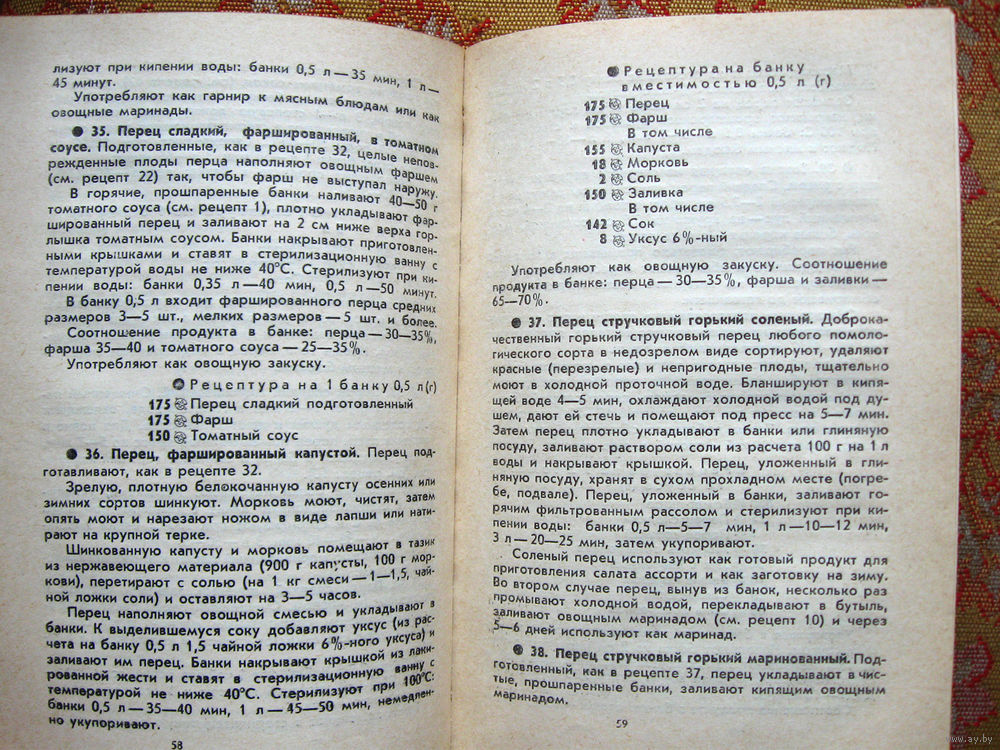 лизуют при кипении воды: банки 0,5 л — 35 мин, 1 л —
45 минут.
Употребляют как гарнир к мясным блюдам или как
овощные маринады.
● 35. Перец сладкий, фаршированный, в томатном
соусе. Подготовленные, как в рецепте 32, целые непов-
режденные плоды перца наполняют овощным фаршем
(см. рецепт 22) так, чтобы фарш не выступал наружу.
В горячие, прошпаренные банки наливают 40—50 г
томатного соуса (см. рецепт 1), плотно укладывают фар-
шированный перец и заливают на 2 см ниже верха гор-
лышка томатным соусом. Банки накрывают приготовлен-
ными крышками и ставят в стерилизационную ванну с
температурой воды не ниже 40°С. Стерилизуют при ки-
пении воды: банки 0,35 л —40 мин, 0,5 л —50 минут.
В банку 0,5 л входит фаршированного перца средних
размеров 3—5 шт., мелких размеров — 5 шт. и более.
Соотношение продукта в банке: перца —30—35%,
фарша 35—40 и томатного соуса — 25—35%.
Употребляют как овощную закуску.
● Рецептура на 1 банку 0,5 л (г)
175 Перец сладкий подготовленный
175 Фарш
150 Томатный соус
● 36. Перец, фаршированный капустой. Перец под-
готавливают, как в рецепте 32.
Зрелую, плотную белокочанную капусту осенних или
зимних сортов шинкуют. Морковь моют, чистят, затем
опять моют и нарезают ножом в виде лапши или нати-
рают на крупной терке.
Шинкованную капусту и морковь помещают в тазик
из нержавеющего материала (900 г капусты, 100 г мор-
кови), перетирают с солью (на 1 кг смеси —1—1,5, чай-
ной ложки соли) и оставляют на 3—5 часов.
Перец наполняют овощной смесью и укладывают в
банки. К выделившемуся соку добавляют уксус (из рас-
чета на банку 0,5 л 1,5 чайной ложки 6%-ного уксуса) и
заливают им перец. Банки накрывают крышкой из лаки-
рованной жести и ставят в стерилизационную ванну с
температурой не ниже 40°С. Стерилизуют при 100°С:
банки 0,5 л—35—40 мин, 1 л —45—50 мин, немедлен-
но укупоривают.
58
● Рецептура на банку
вместимостью 0,5 л (г)
175 Перец
175 Фарш
В том числе
155 Капуста
18 Морковь
2 Соль
150 Заливка
В том числе
142 Сок
8 Уксус 6%-ный
Употребляют как овощную закуску. Соотношение
продукта в банке: перца — 30—35%, фарша и заливки —
65—70%.
● 37. Перец стручковый горький соленый. Доброка-
чественный горький стручковый перец любого помоло-
гического сорта в недозрелом виде сортируют, удаляют
красные (перезрелые) и непригодные плоды, тщательно
моют в холодной проточной воде. Бланшируют в кипя-
щей воде 4—5 мин, охлаждают холодной водой под ду-
шем, дают ей стечь и помещают под пресс на 5—7 мин.
Затем перец плотно укладывают в банки или глиняную
посуду, заливают раствором соли из расчета 100 г на 1 л
воды и накрывают крышкой. Перец, уложенный в гли-
няную посуду, хранят в сухом прохладном месте (погре-
бе, подвале). Перец, уложенный в банки, заливают го-
рячим фильтрованным рассолом и стерилизуют при ки-
пении воды: банки 0,5 л—5—7 мин, 1 л —10—12 мин,
3 л — 20—25 мин, затем укупоривают.
Соленый перец используют как готовый продукт для
приготовления салата ассорти и как заготовку на зиму.
Во втором случае перец, вынув из банок, несколько раз
промывают холодной водой, перекладывают в бутыль,
заливают овощным маринадом (см. рецепт 10) и через
5—6 дней используют как маринад.
● 38. Перец стручковый горький маринованный. Под-
готовленный, как в рецепте 37, перец укладывают в чис-
тые, прошпаренные банки, заливают кипящим овощным
маринадом.
59
www.ay.by